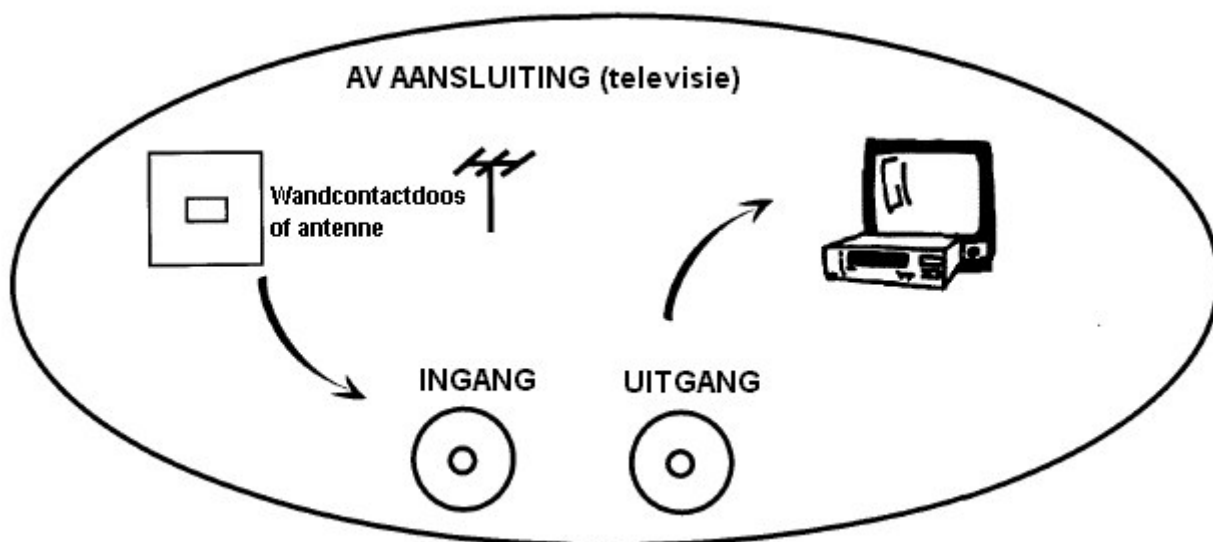 AV AANSLUITING (televisie)
Wandcontactdoos
of antenne
INGANG
UITGANG